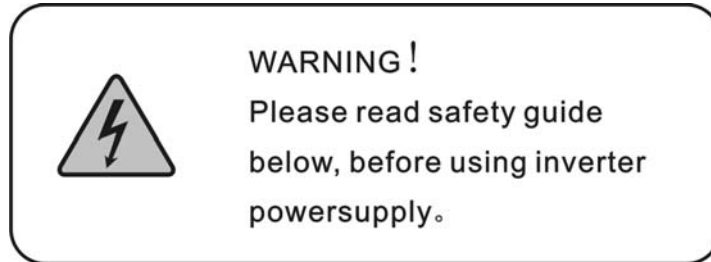 WARNING!
Please read safety guide
below, before using inverter
powersupply。